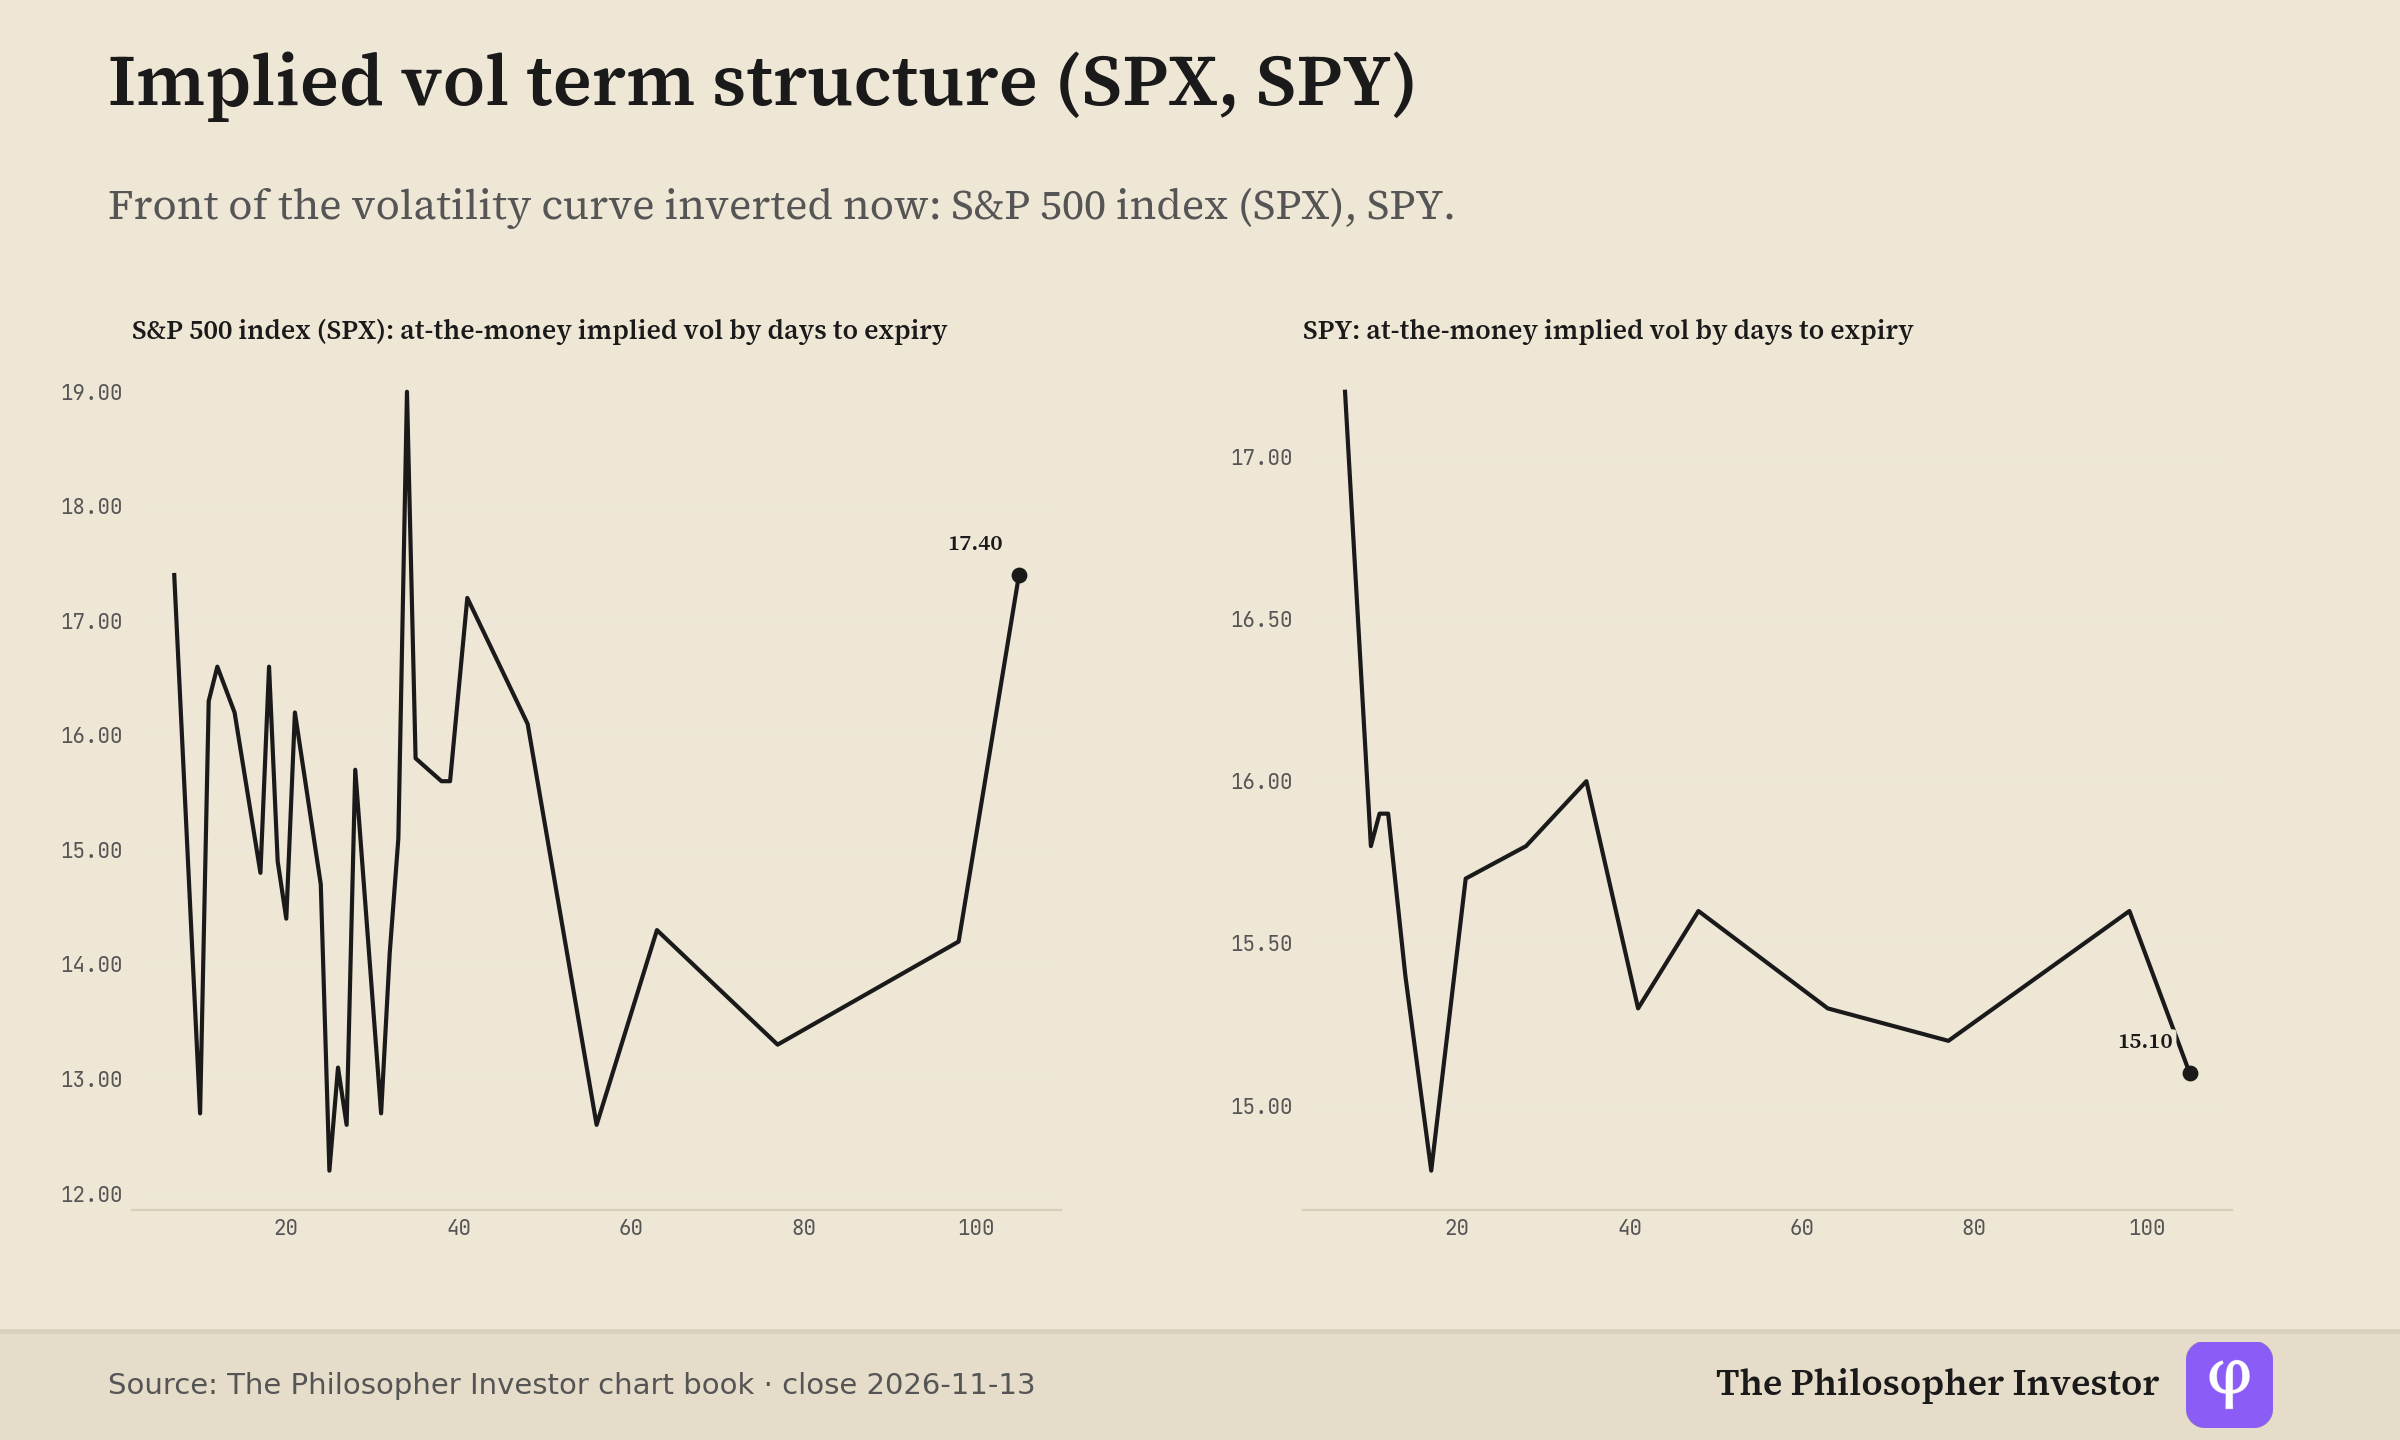 Implied vol term structure (SPX, SPY)
Front of the volatility curve inverted now: S&P 500 index (SPX), SPY.
S&P 500 index (SPX): at-the-money implied vol by days to expiry
19.00
18.00
17.00
16.00
15.00
14.00
13.00
12.00
17.40
20 40 60 80 100
SPY: at-the-money implied vol by days to expiry
17.00
16.50
16.00
15.50
15.00
15.10
20 40 60 80 100
Source: The Philosopher Investor chart book · close 2026-11-13
The Philosopher Investor
φ